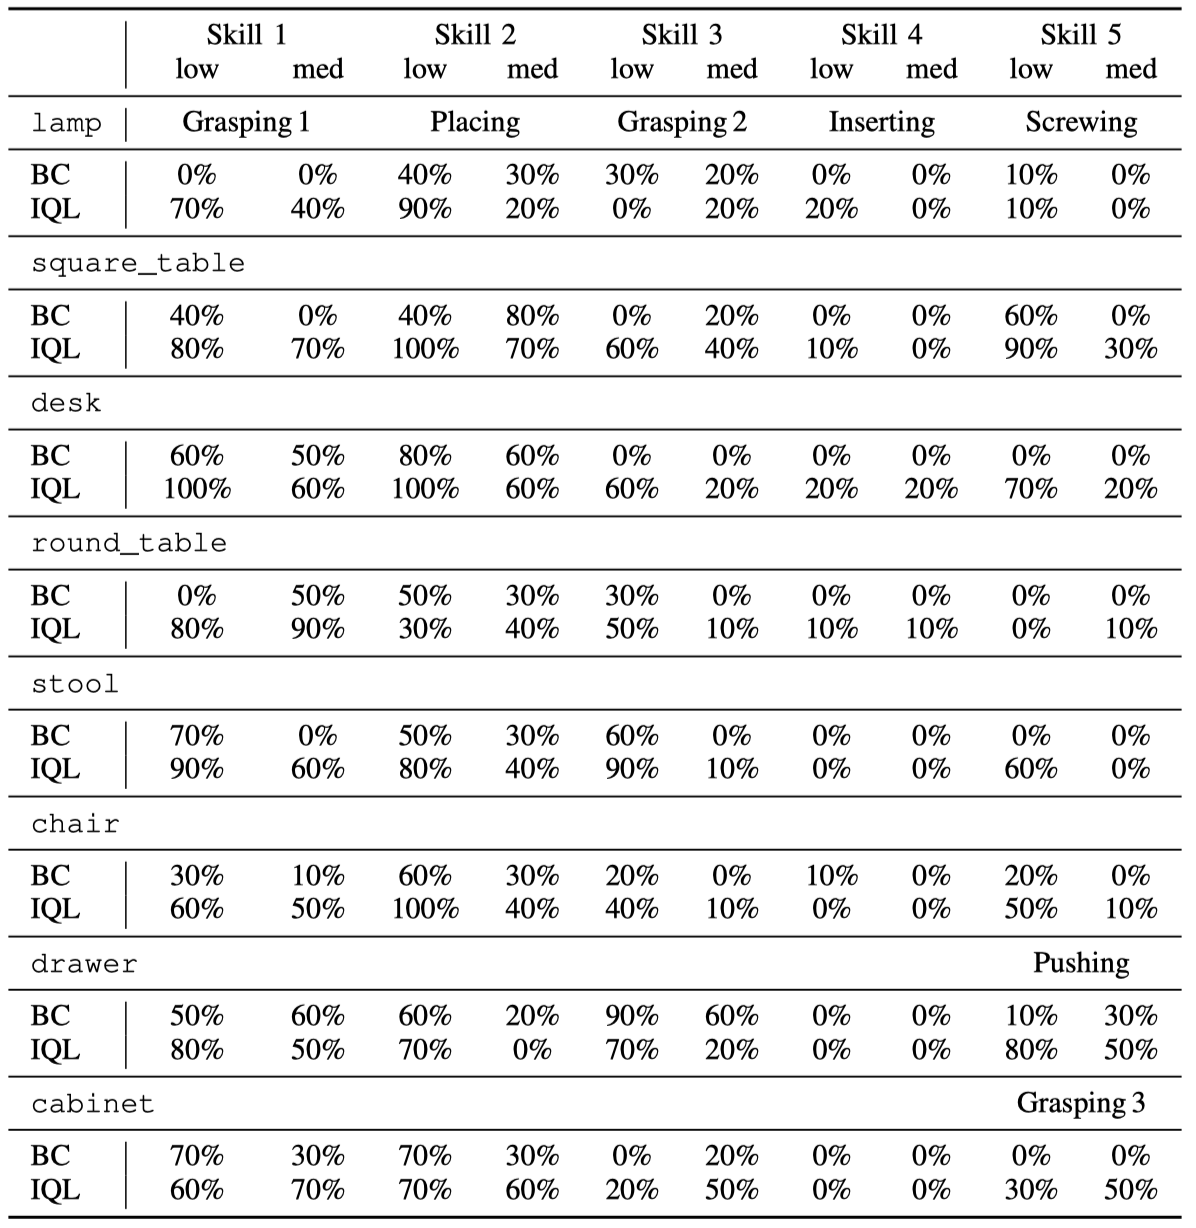 Skill 1 Skill 2 Skill 3 Skill 4 Skill 5
low med low med low med low med low med
lamp Grasping 1 Placing Grasping 2 Inserting Screwing
BC 0% 0% 40% 30% 30% 20% 0% 0% 10% 0%
IQL 70% 40% 90% 20% 0% 20% 20% 0% 10% 0%
square_table
BC 40% 0% 40% 80% 0% 20% 0% 0% 60% 0%
IQL 80% 70% 100% 70% 60% 40% 10% 0% 90% 30%
desk
BC 60% 50% 80% 60% 0% 0% 0% 0% 0% 0%
IQL 100% 60% 100% 60% 60% 20% 20% 20% 70% 20%
round_table
BC 0% 50% 50% 30% 30% 0% 0% 0% 0% 0%
IQL 80% 90% 30% 40% 50% 10% 10% 10% 0% 10%
stool
BC 70% 0% 50% 30% 60% 0% 0% 0% 0% 0%
IQL 90% 60% 80% 40% 90% 10% 0% 0% 60% 0%
chair
BC 30% 10% 60% 30% 20% 0% 10% 0% 20% 0%
IQL 60% 50% 100% 40% 40% 10% 0% 0% 50% 10%
drawer Pushing
BC 50% 60% 60% 20% 90% 60% 0% 0% 10% 30%
IQL 80% 50% 70% 0% 70% 20% 0% 0% 80% 50%
cabinet Grasping 3
BC 70% 30% 70% 30% 0% 20% 0% 0% 0% 0%
IQL 60% 70% 70% 60% 20% 50% 0% 0% 30% 50%